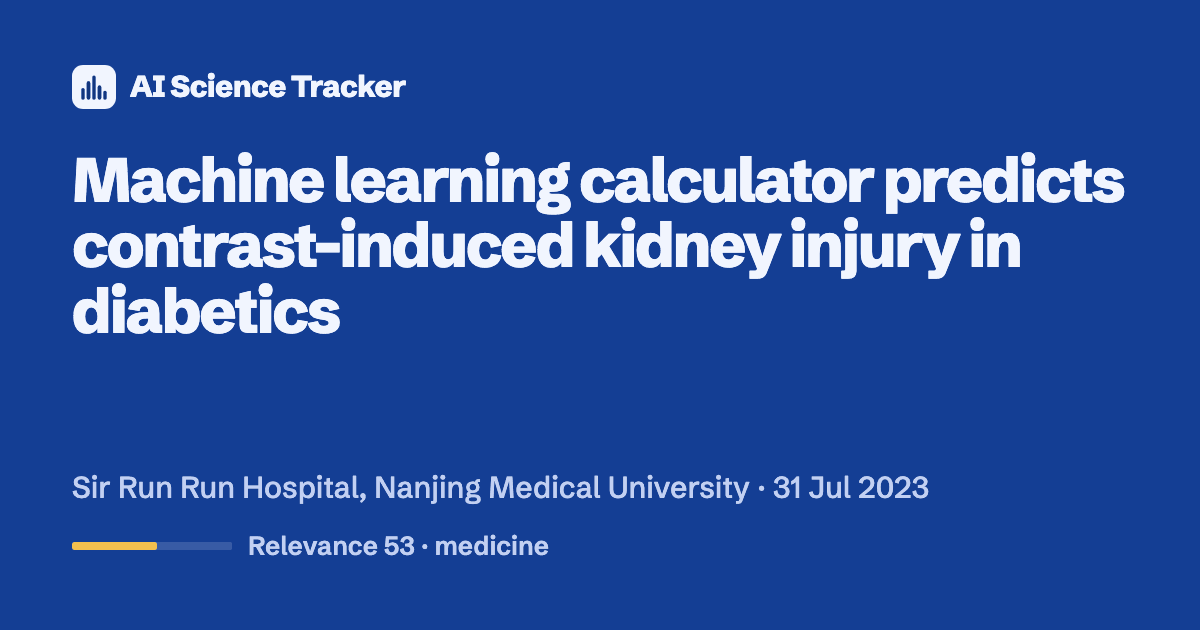 AI Science Tracker
Machine learning calculator predicts
contrast-induced kidney injury in
diabetics
Sir Run Run Hospital, Nanjing Medical University · 31 Jul 2023
Relevance 53 · medicine